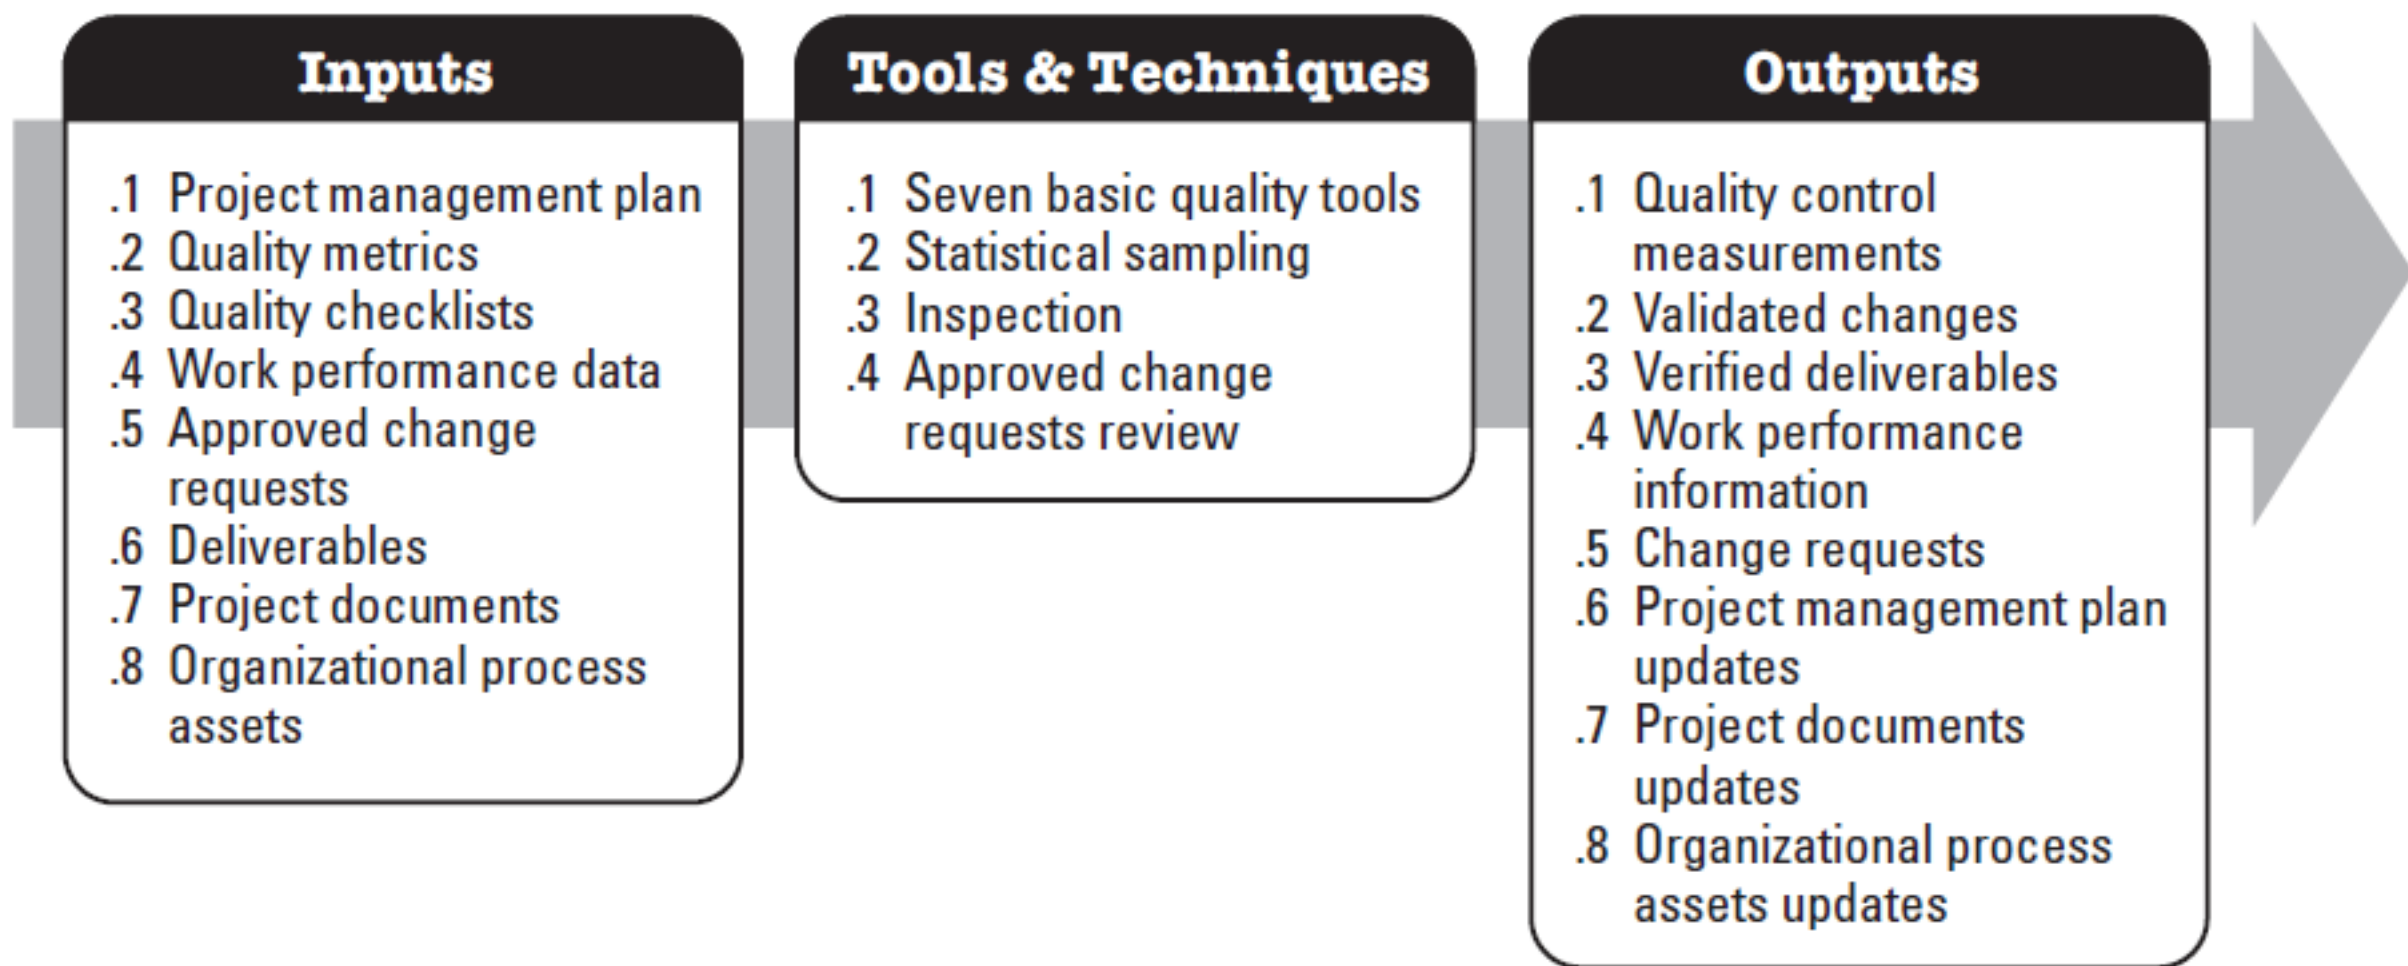 Inputs
.1 Project management plan
.2 Quality metrics
.3 Quality checklists
.4 Work performance data
.5 Approved change
requests
.6 Deliverables
.7 Project documents
.8 Organizational process
assets
Tools & Techniques
.1 Seven basic quality tools
.2 Statistical sampling
.3 Inspection
.4 Approved change
requests review
Outputs
.1 Quality control
measurements
.2 Validated changes
.3 Verified deliverables
.4 Work performance
information
.5 Change requests
.6 Project management plan
updates
.7 Project documents
updates
.8 Organizational process
assets updates